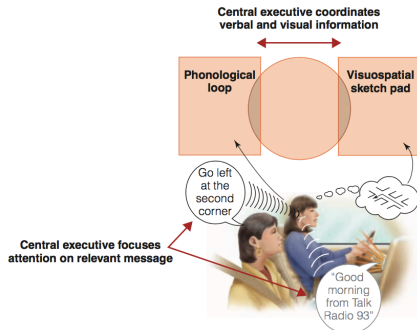 Central executive coordinates
verbal and visual information
Phonological
loop
Visuospatial
sketch pad
Go left
at the
second
corner
Central executive focuses
attention on relevant message
"Good
morning
from Talk
Radio 93"